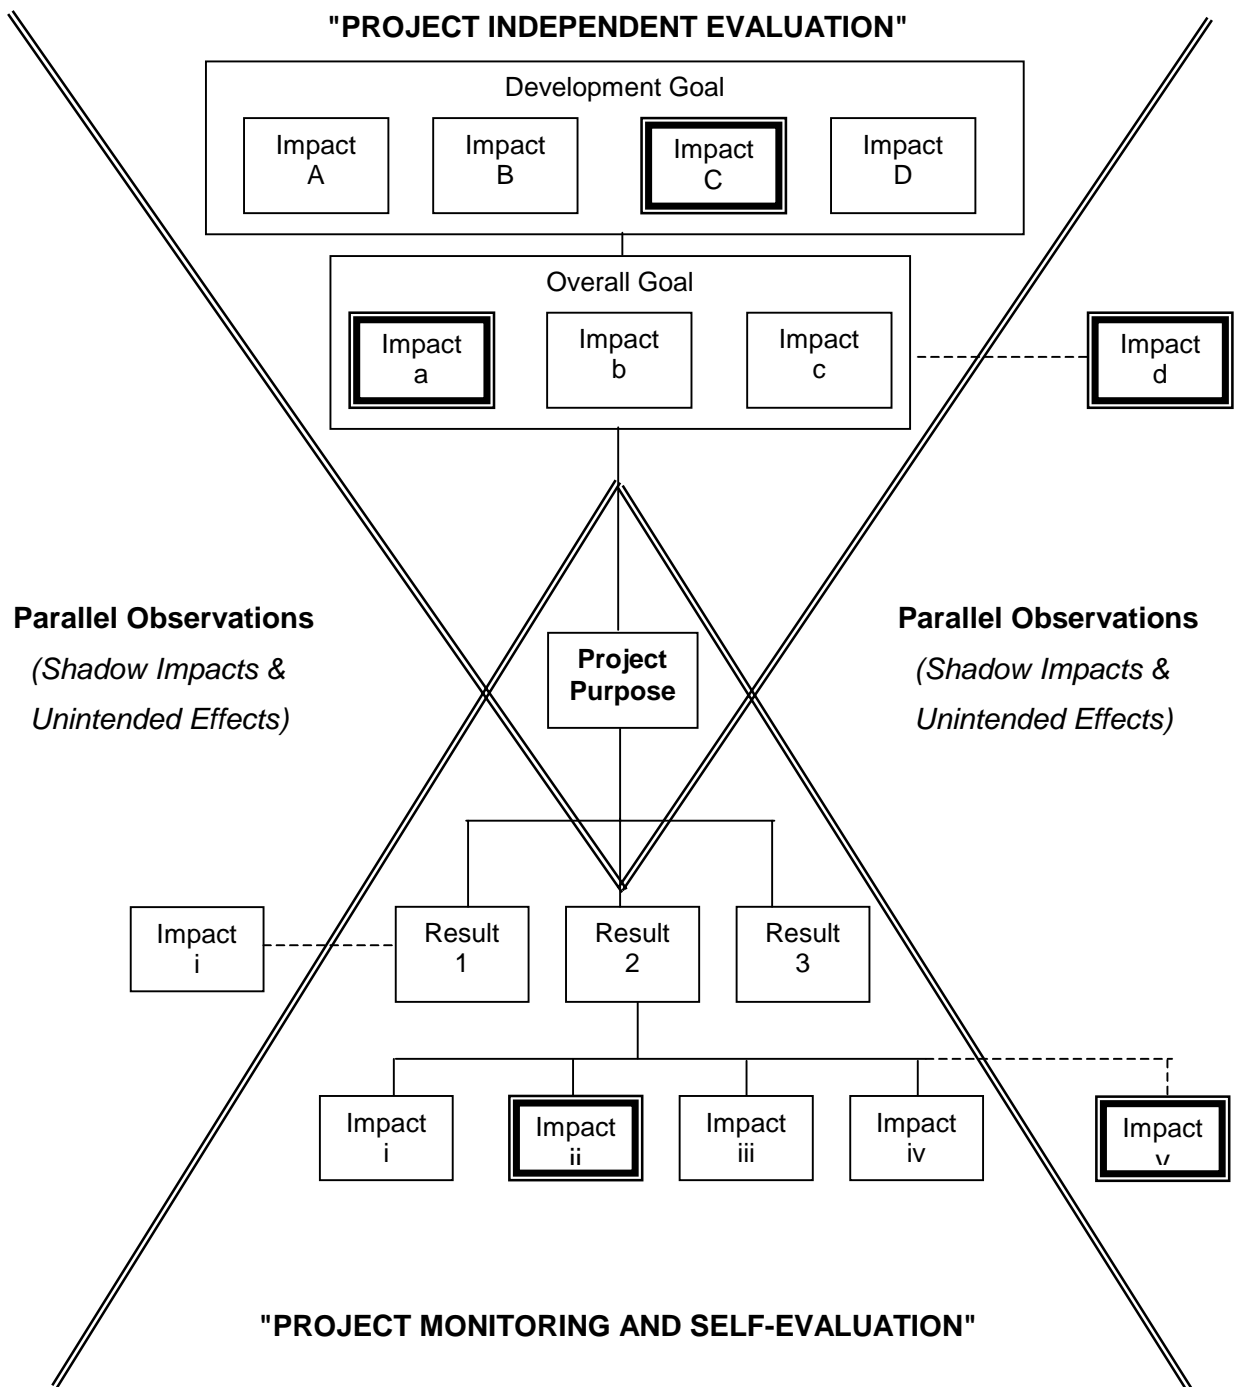 "PROJECT INDEPENDENT EVALUATION"
Development Goal
Impact
A
Impact
B
Impact
C
Impact
D
Overall Goal
Impact
a
Impact
b
Impact
c
Impact
d
Parallel Observations
(Shadow Impacts &
Unintended Effects)
Project
Purpose
Parallel Observations
(Shadow Impacts &
Unintended Effects)
Impact
i
Result
1
Result
2
Result
3
Impact
i
Impact
ii
Impact
iii
Impact
iv
Impact
v
"PROJECT MONITORING AND SELF-EVALUATION"